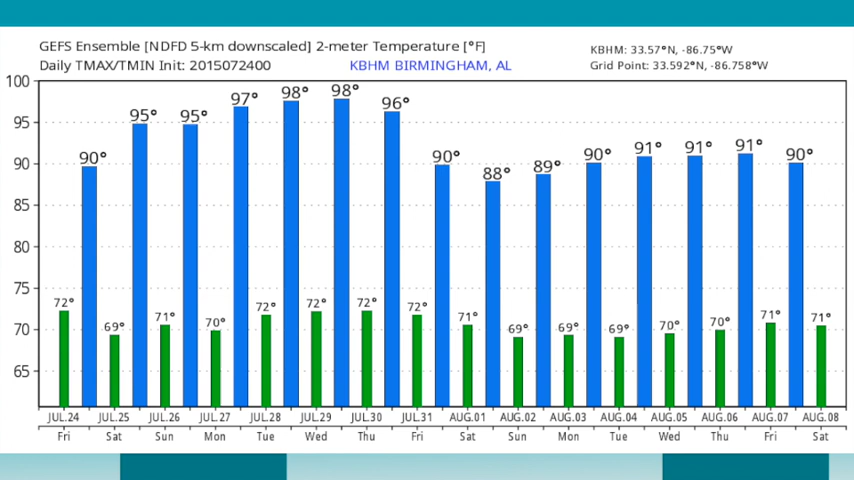 GEFS Ensemble [NDFD 5-km downscaled] 2-meter Temperature [°F]
Daily TMAX/TMIN Init: 2015072400
KBHM BIRMINGHAM, AL
KBHM: 33.57°N, -86.75°W
Grid Point: 33.592°N, -86.758°W
100
95
90
85
80
75
70
65
90° 95° 95° 97° 98° 98° 96° 90° 88° 89° 90° 91° 91° 91° 90°
72° 69° 71° 70° 72° 72° 72° 72° 71° 69° 69° 69° 70° 70° 71° 71°
JUL.24 JUL.25 JUL.26 JUL.27 JUL.28 JUL.29 JUL.30 JUL.31 AUG.01 AUG.02 AUG.03 AUG.04 AUG.05 AUG.06 AUG.07 AUG.08
Fri Sat Sun Mon Tue Wed Thu Fri Sat Sun Mon Tue Wed Thu Fri Sat